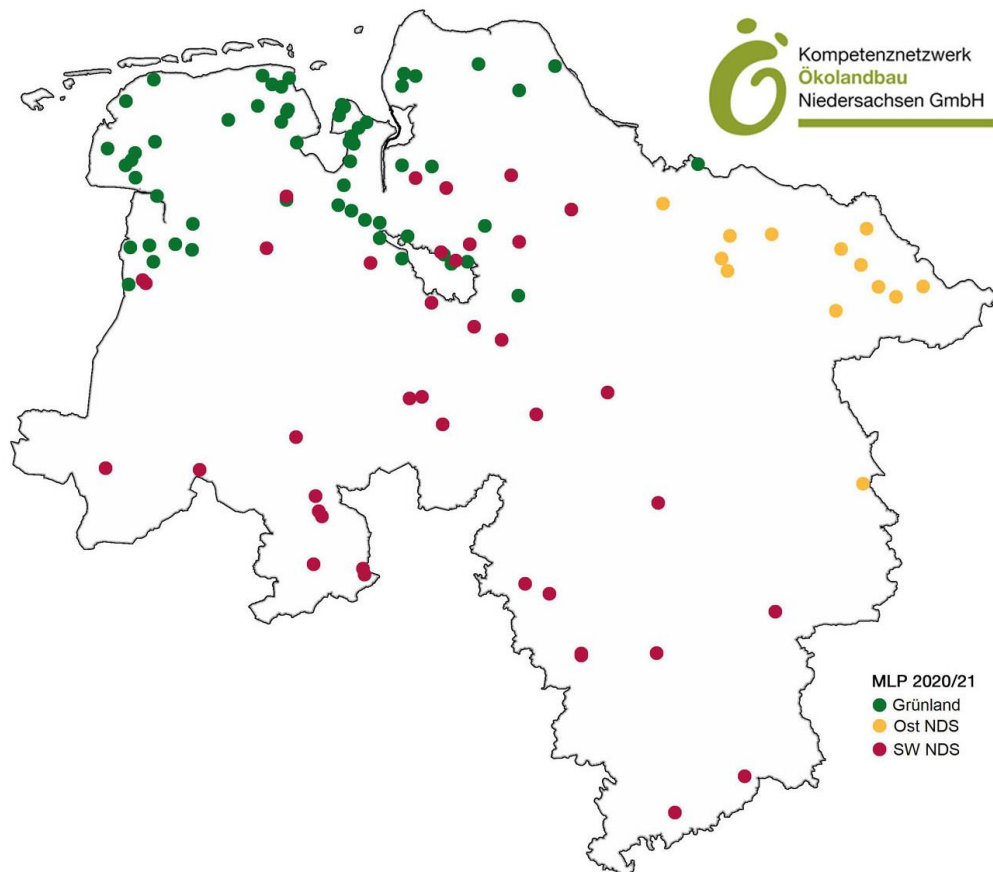 Kompetenznetzwerk
Ökolandbau
Niedersachsen GmbH
MLP 2020/21
Grünland
Ost NDS
SW NDS